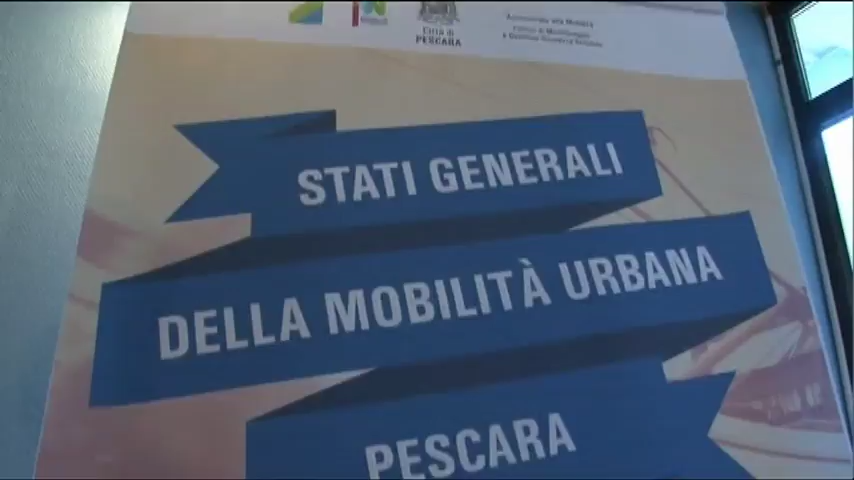 Città di
PESCARA
STATI GENERALI
DELLA MOBILITÀ URBANA
PESCARA